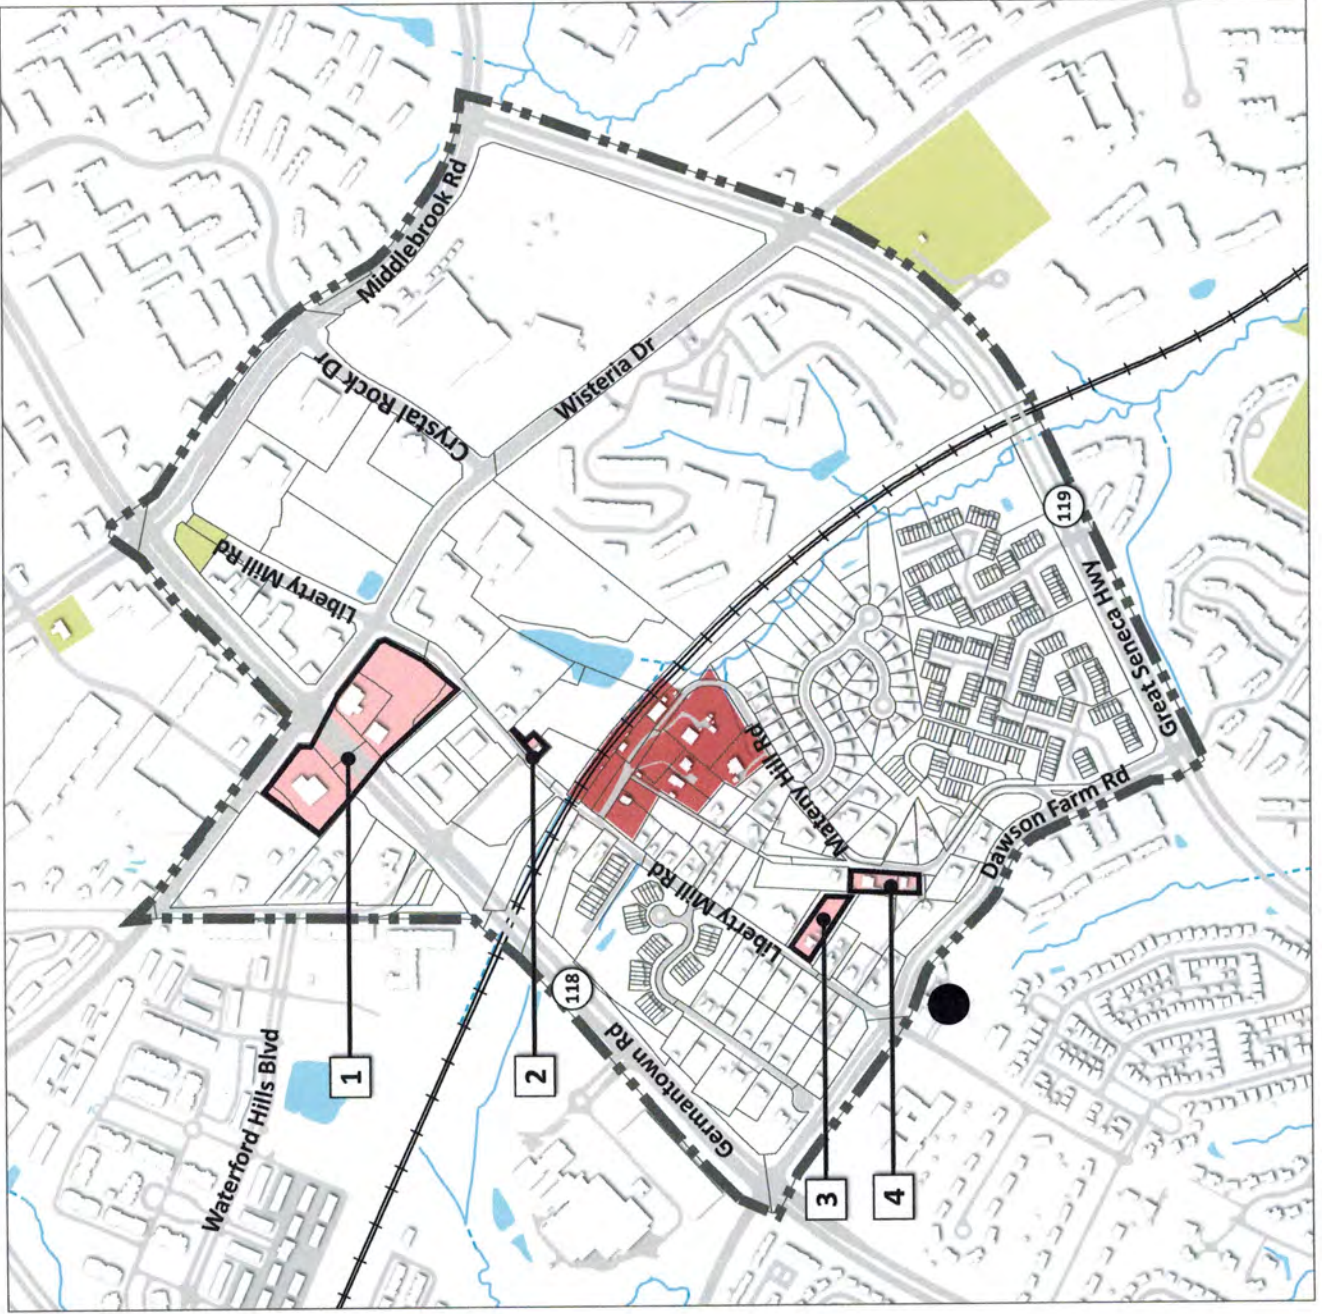 Middlebrook Rd
Crystal Rock Dr
Wisteria Dr
Liberty Mill Rd
1
2
Waterford Hills Blvd
118
Germantown Rd
Liberty Mill Rd
Mateny Hill Rd
119
Great Seneca Hwy
Dawson Farm Rd
3
4